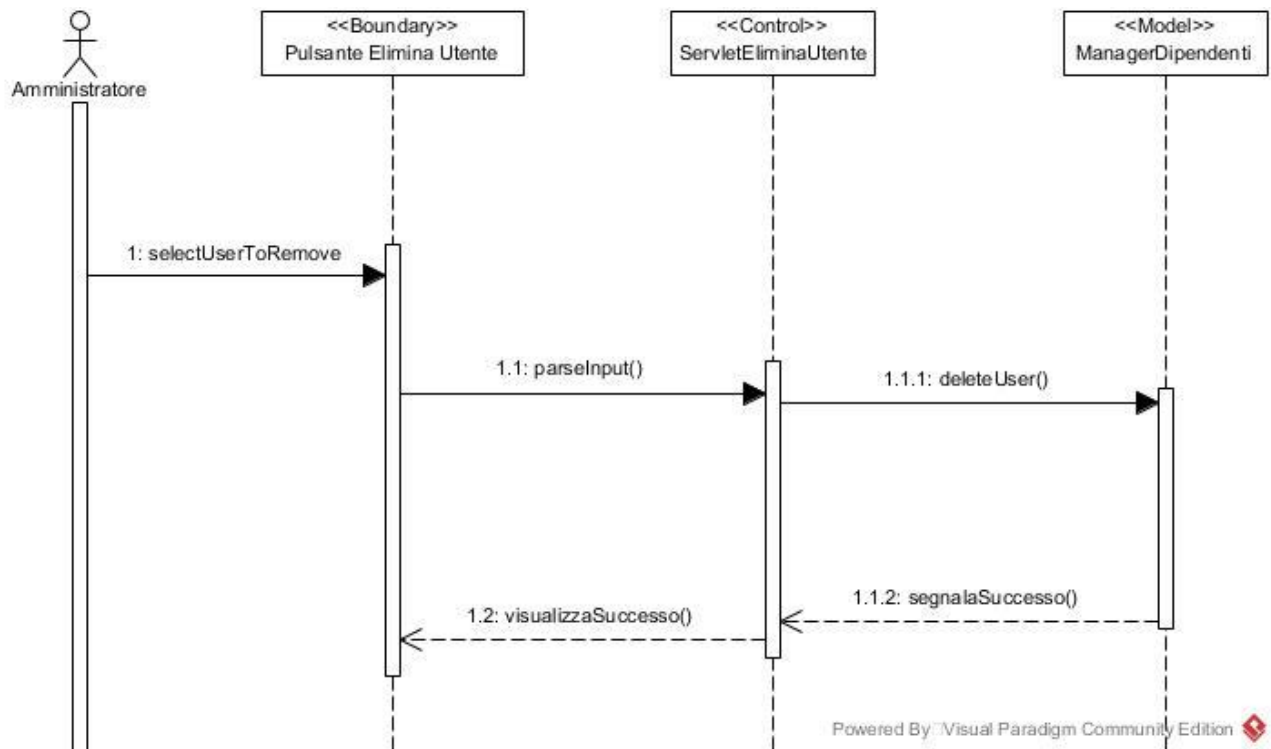 <<Boundary>>
Pulsante Elimina Utente
<<Control>>
ServletEliminaUtente
<<Model>>
ManagerDipendenti
Amministratore
1: selectUserToRemove
1.1: parseInput()
1.1.1: deleteUser()
1.1.2: segnalaSuccesso()
1.2: visualizzaSuccesso()
Powered By Visual Paradigm Community Edition